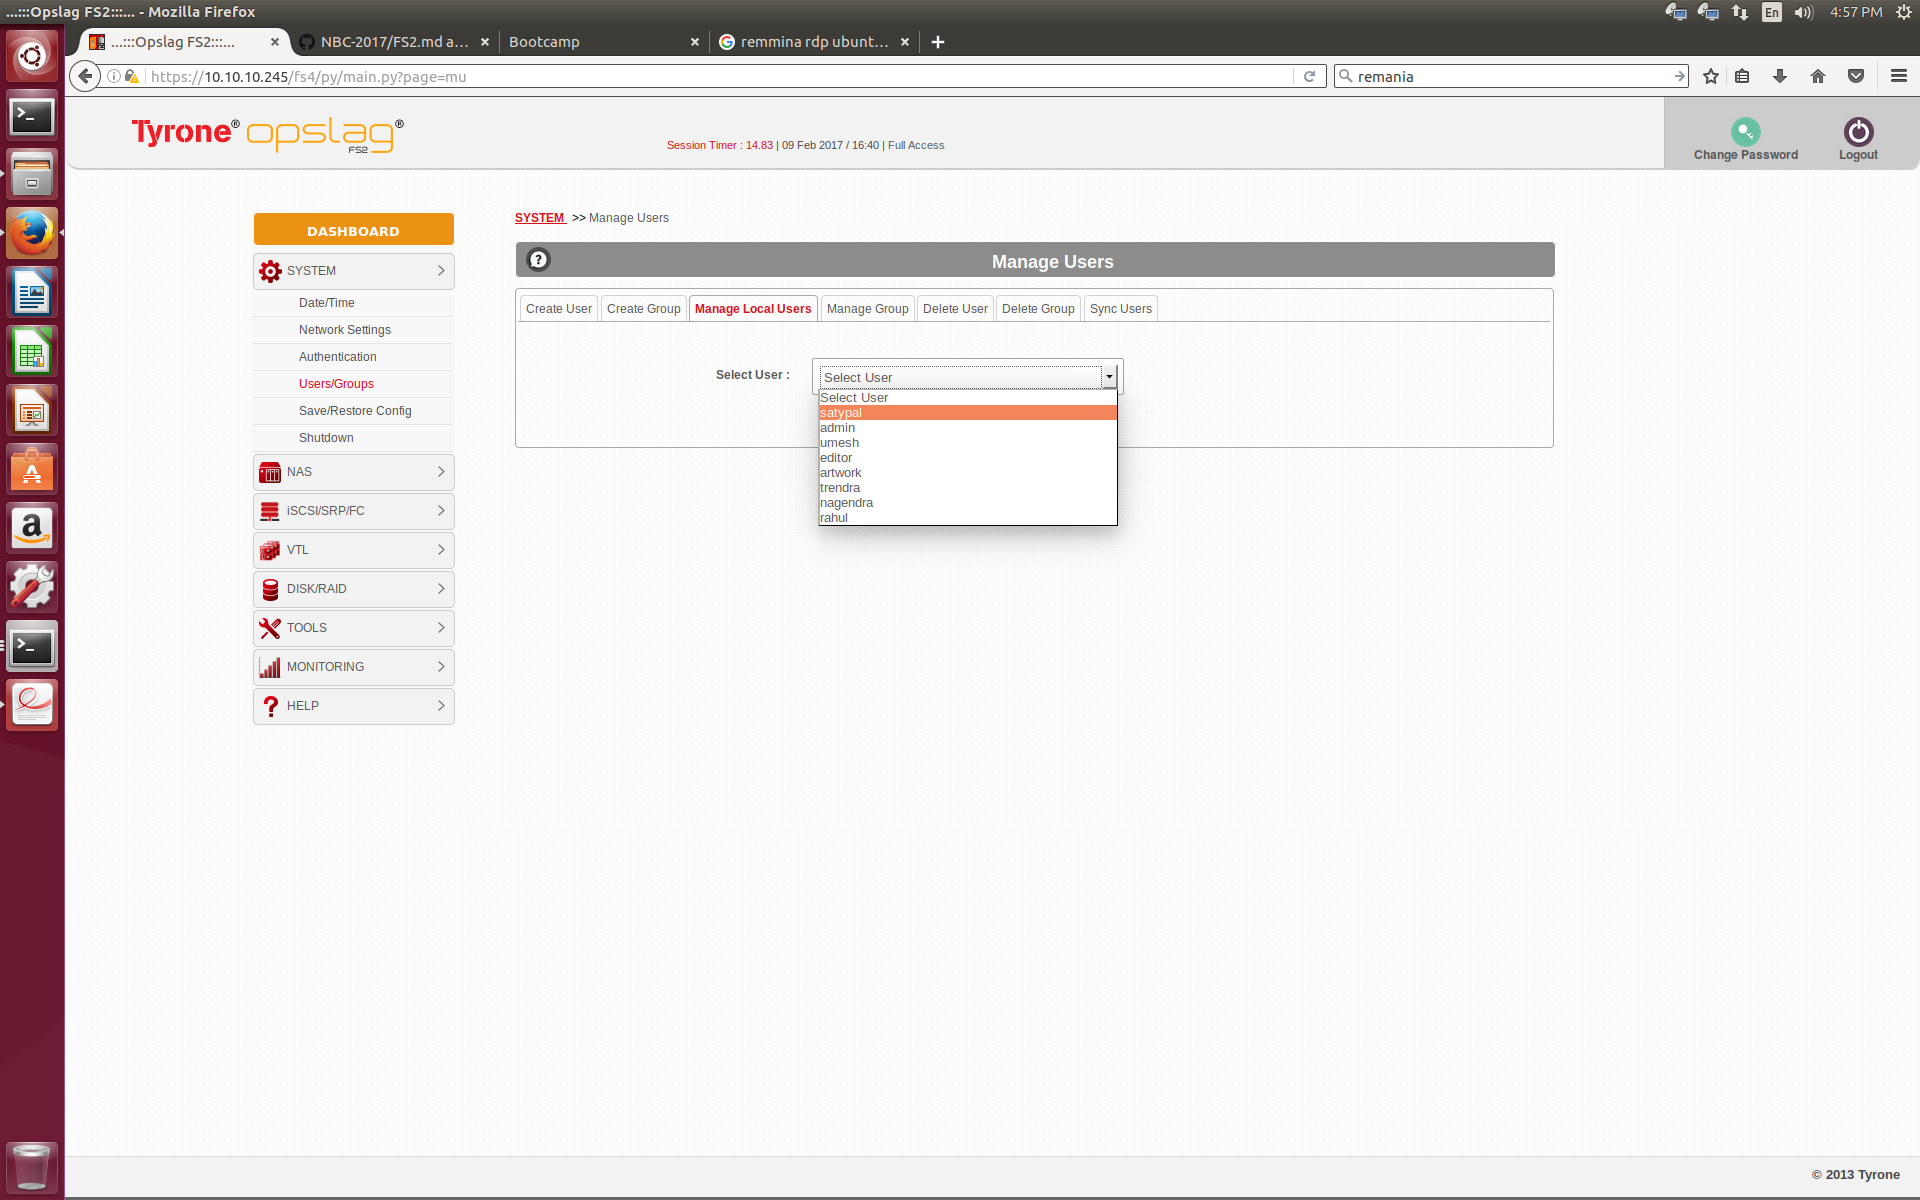 ...:::Opslag FS2:::... - Mozilla Firefox
En
4:57 PM
...:::Opslag FS2:::...
NBC-2017/FS2.md a...
Bootcamp
remmina rdp ubunt...
https://10.10.10.245/fs4/py/main.py?page=mu
remania
Tyrone® opslag®
FS2
Session Timer : 14.83 | 09 Feb 2017 / 16:40 | Full Access
Change Password
Logout
DASHBOARD
SYSTEM
Date/Time
Network Settings
Authentication
Users/Groups
Save/Restore Config
Shutdown
NAS
iSCSI/SRP/FC
VTL
DISK/RAID
TOOLS
MONITORING
HELP
SYSTEM >> Manage Users
Manage Users
Create User
Create Group
Manage Local Users
Manage Group
Delete User
Delete Group
Sync Users
Select User :
Select User
Select User
satypal
admin
umesh
editor
artwork
trendra
nagendra
rahul
© 2013 Tyrone